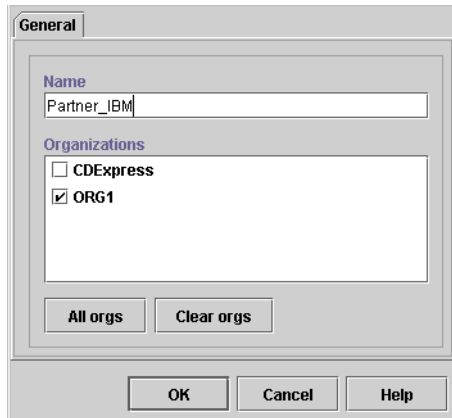 General
Name
Partner_IBM
Organizations
CDExpress
ORG1
All orgs Clear orgs
OK Cancel Help